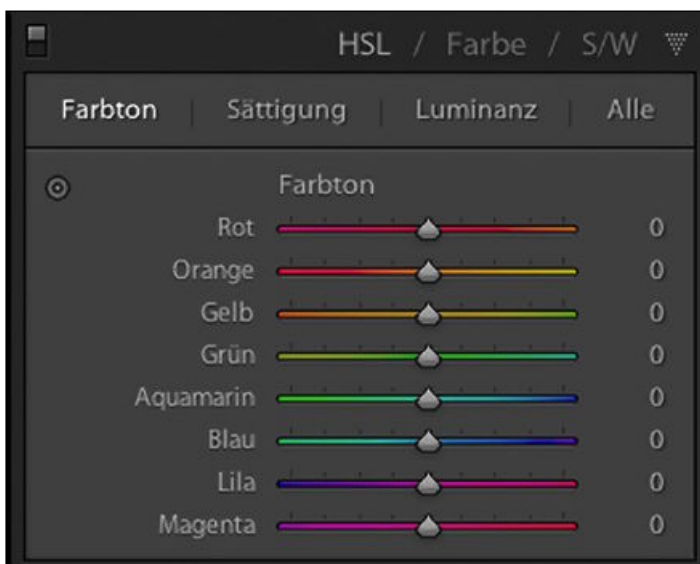 HSL / Farbe / S/W
Farbton | Sättigung | Luminanz | Alle
Farbton
Rot 0
Orange 0
Gelb 0
Grün 0
Aquamarin 0
Blau 0
Lila 0
Magenta 0